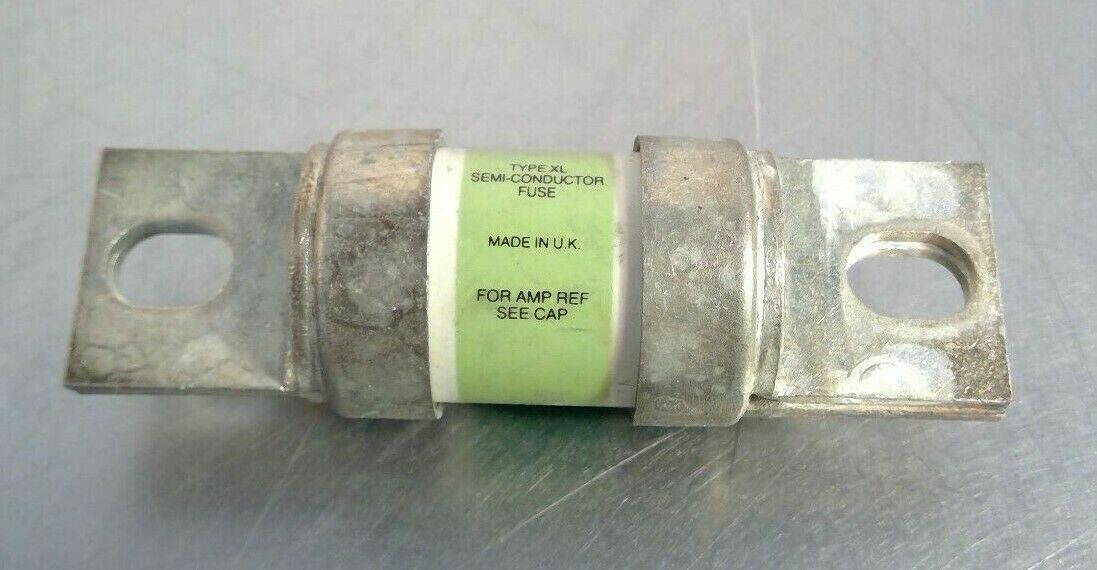 TYPE XL
SEMI-CONDUCTOR
FUSE
MADE IN U.K.
FOR AMP REF
SEE CAP